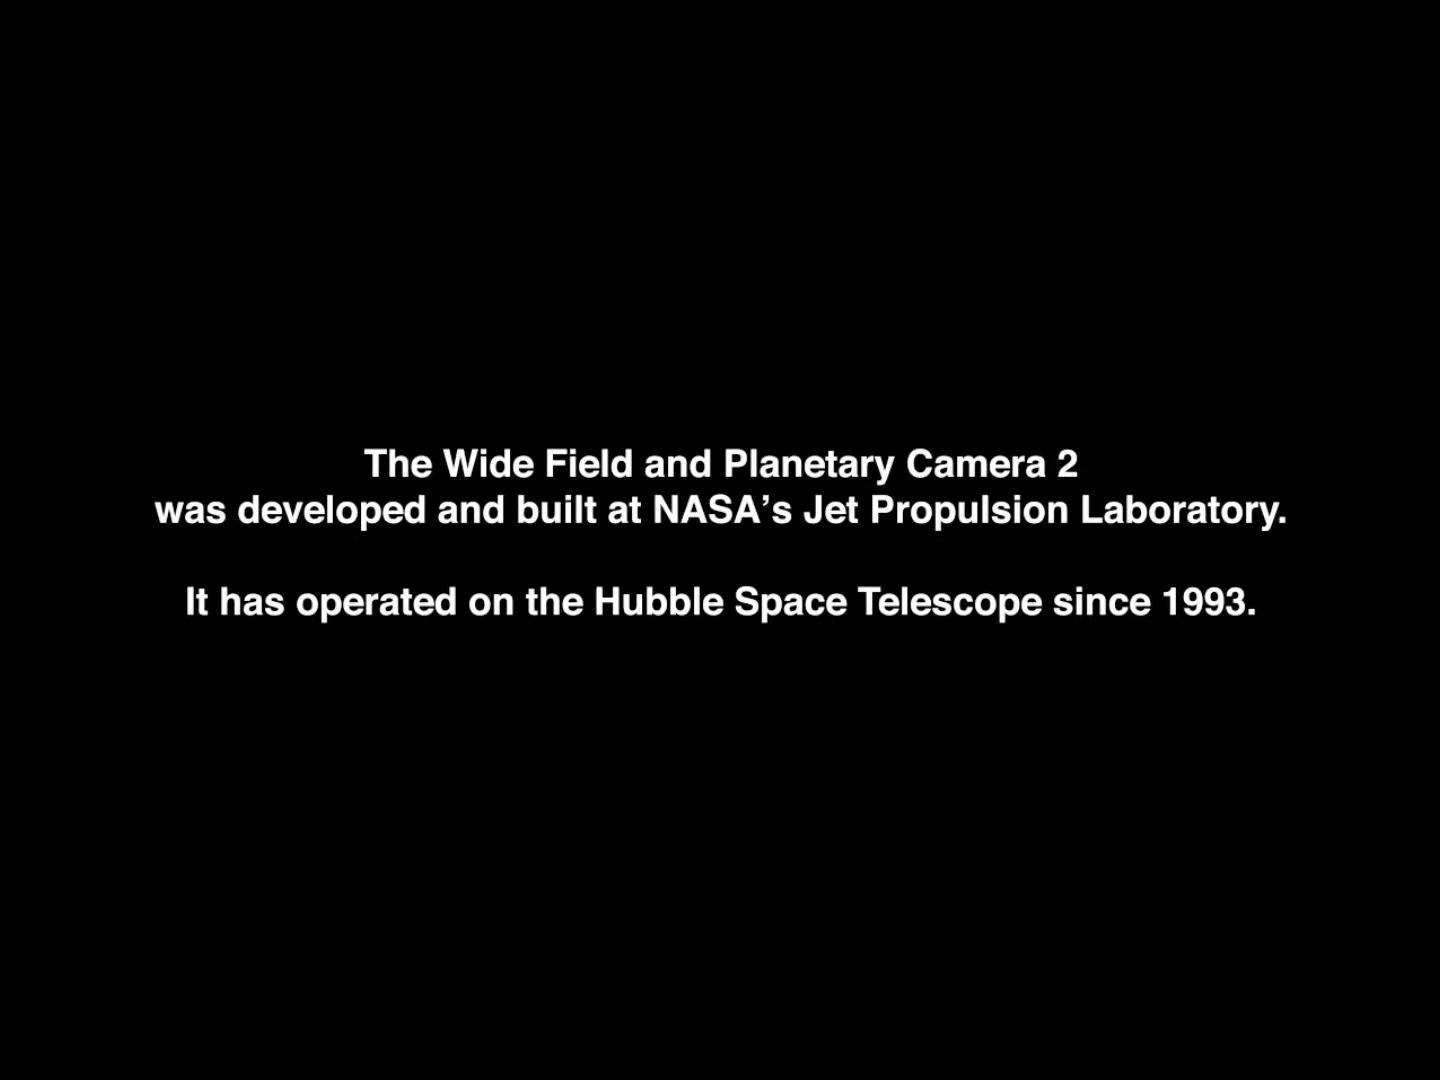 The Wide Field and Planetary Camera 2
was developed and built at NASA’s Jet Propulsion Laboratory.
It has operated on the Hubble Space Telescope since 1993.